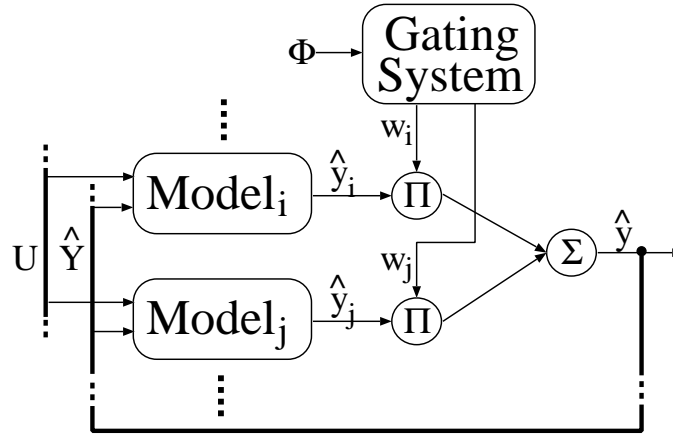 Gating
System
Φ
w_i
Model_i
ŷ_i
Π
U
Ŷ
w_j
Σ
ŷ
Model_j
ŷ_j
Π